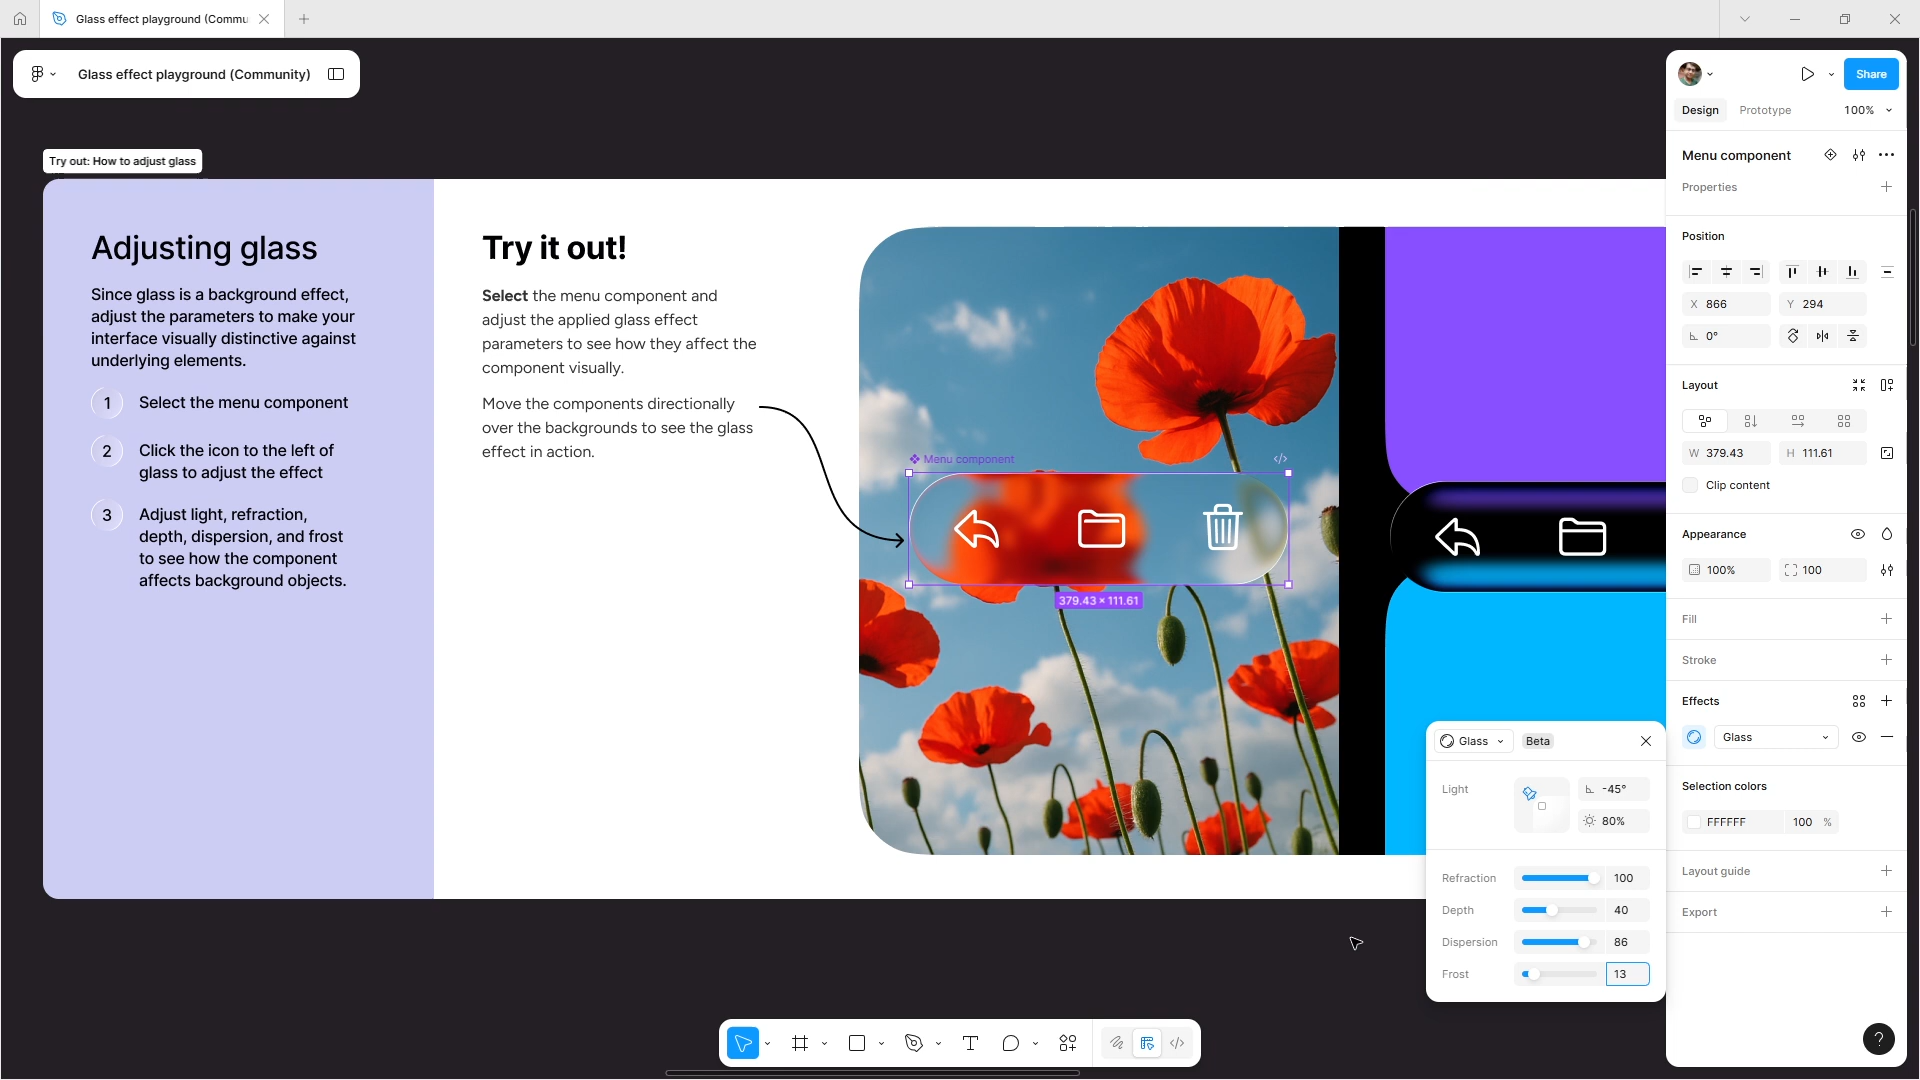 Glass effect playground (Commu
Glass effect playground (Community)
Share
Design
Prototype
100%
Try out: How to adjust glass
Menu component
Properties
Adjusting glass
Since glass is a background effect,
adjust the parameters to make your
interface visually distinctive against
underlying elements.
1
Select the menu component
2
Click the icon to the left of
glass to adjust the effect
3
Adjust light, refraction,
depth, dispersion, and frost
to see how the component
affects background objects.
Try it out!
Select the menu component and
adjust the applied glass effect
parameters to see how they affect the
component visually.
Move the components directionally
over the backgrounds to see the glass
effect in action.
Menu component
</>
379.43 × 111.61
Position
X 866
Y 294
0°
Layout
W 379.43
H 111.61
Clip content
Appearance
100%
100
Fill
Stroke
Effects
Glass
Selection colors
FFFFFF 100 %
Layout guide
Export
Glass
Beta
Light
-45°
80%
Refraction 100
Depth 40
Dispersion 86
Frost 13
</>
?